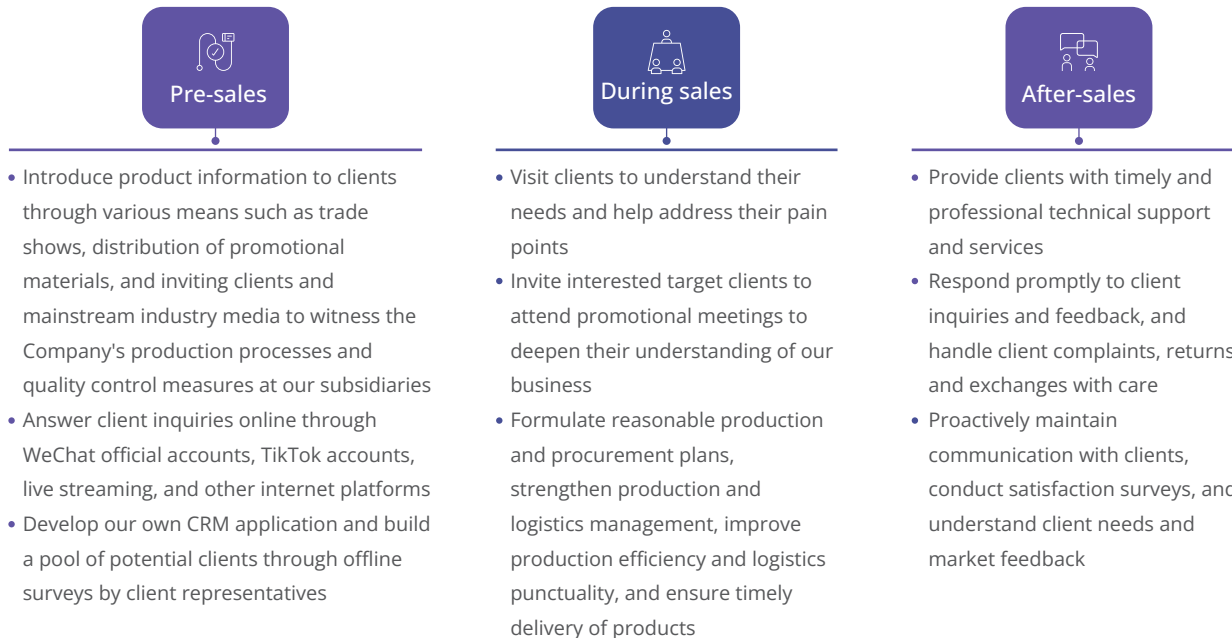 Pre-sales
• Introduce product information to clients
through various means such as trade
shows, distribution of promotional
materials, and inviting clients and
mainstream industry media to witness the
Company's production processes and
quality control measures at our subsidiaries
• Answer client inquiries online through
WeChat official accounts, TikTok accounts,
live streaming, and other internet platforms
• Develop our own CRM application and build
a pool of potential clients through offline
surveys by client representatives
During sales
• Visit clients to understand their
needs and help address their pain
points
• Invite interested target clients to
attend promotional meetings to
deepen their understanding of our
business
• Formulate reasonable production
and procurement plans,
strengthen production and
logistics management, improve
production efficiency and logistics
punctuality, and ensure timely
delivery of products
After-sales
• Provide clients with timely and
professional technical support
and services
• Respond promptly to client
inquiries and feedback, and
handle client complaints, returns
and exchanges with care
• Proactively maintain
communication with clients,
conduct satisfaction surveys, and
understand client needs and
market feedback